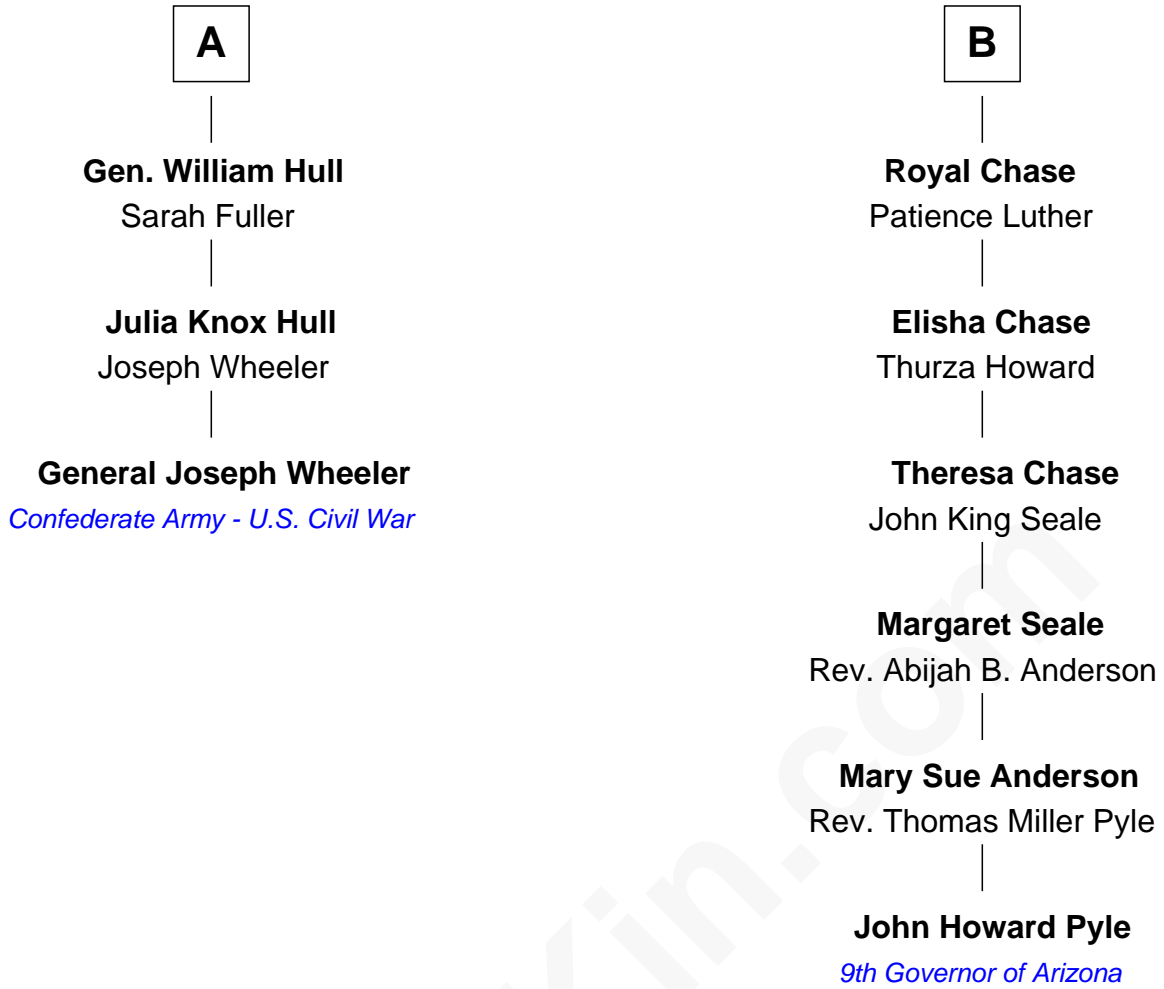 A
Gen. William Hull
Sarah Fuller
Julia Knox Hull
Joseph Wheeler
General Joseph Wheeler
Confederate Army - U.S. Civil War
B
Royal Chase
Patience Luther
Elisha Chase
Thurza Howard
Theresa Chase
John King Seale
Margaret Seale
Rev. Abijah B. Anderson
Mary Sue Anderson
Rev. Thomas Miller Pyle
John Howard Pyle
9th Governor of Arizona
Kin.com